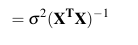 = σ²(XᵀX)⁻¹